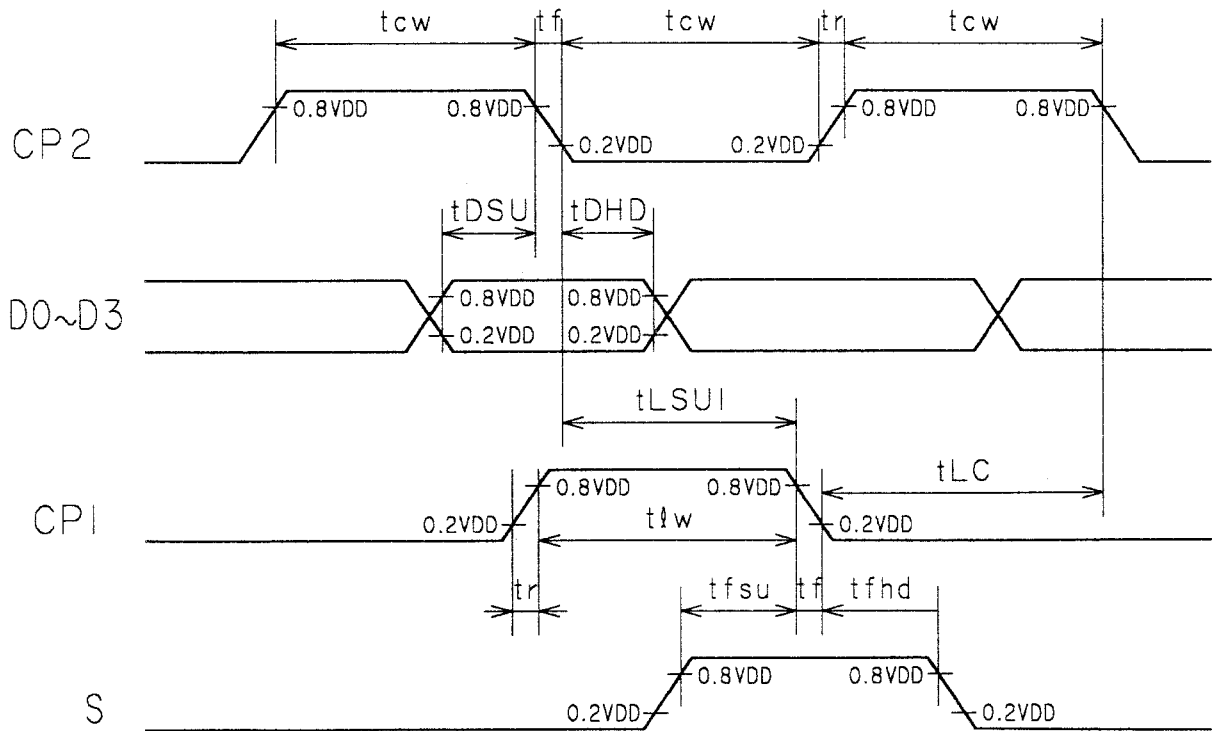 tcw tf tcw tr tcw
0.8VDD 0.8VDD 0.8VDD 0.8VDD
CP2
0.2VDD 0.2VDD
tDSU tDHD
0.8VDD 0.8VDD
D0~D3
0.2VDD 0.2VDD
tLSU1
tLC
0.8VDD 0.8VDD
CP1
0.2VDD tℓw 0.2VDD
tr tfsu tf tfhd
0.8VDD 0.8VDD
S
0.2VDD 0.2VDD